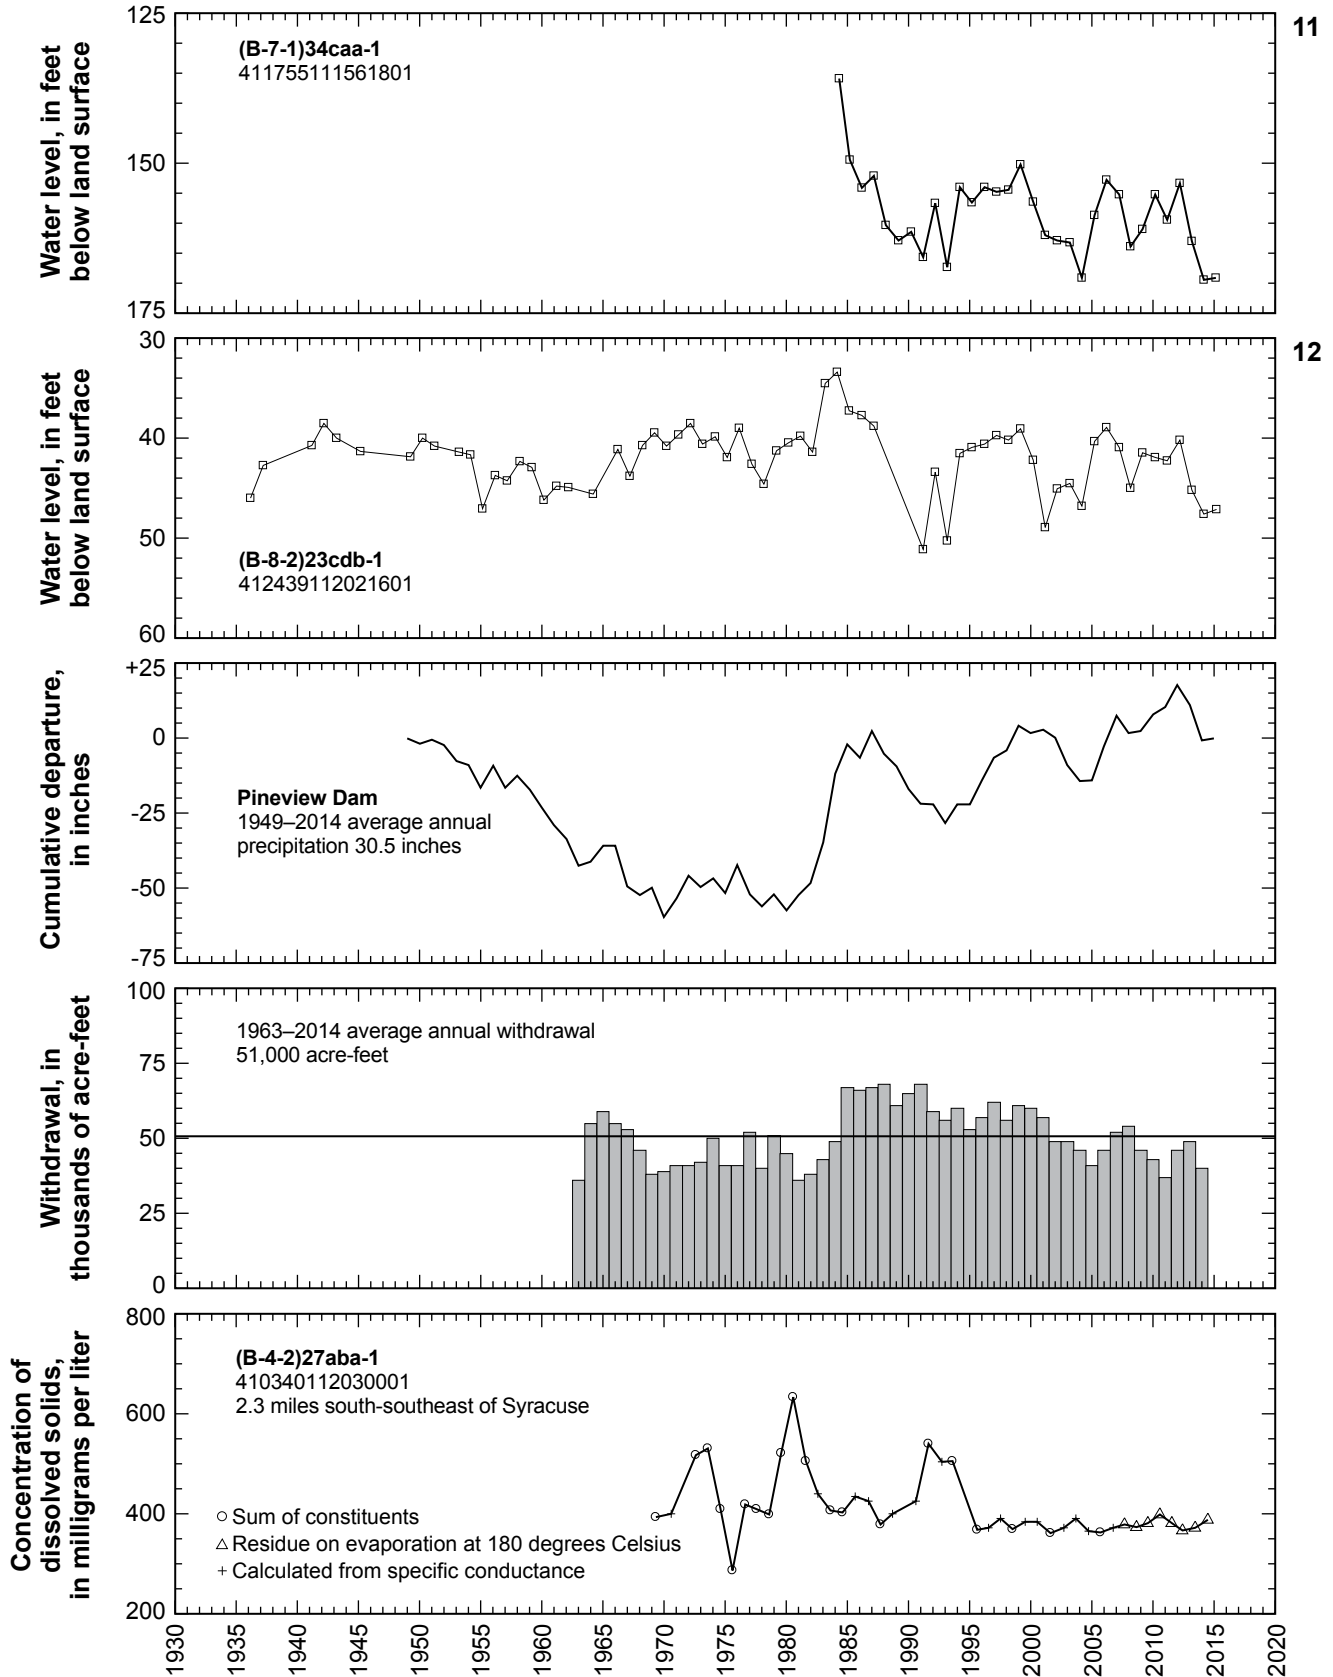 11
Water level, in feet
below land surface
125
150
175
(B-7-1)34caa-1
411755111561801
12
Water level, in feet
below land surface
30
40
50
60
(B-8-2)23cdb-1
412439112021601
Cumulative departure,
in inches
+25
0
-25
-50
-75
Pineview Dam
1949–2014 average annual
precipitation 30.5 inches
Withdrawal, in
thousands of acre-feet
100
75
50
25
0
1963–2014 average annual withdrawal
51,000 acre-feet
Concentration of
dissolved solids,
in milligrams per liter
800
600
400
200
(B-4-2)27aba-1
410340112030001
2.3 miles south-southeast of Syracuse
Sum of constituents
Residue on evaporation at 180 degrees Celsius
Calculated from specific conductance
1930
1935
1940
1945
1950
1955
1960
1965
1970
1975
1980
1985
1990
1995
2000
2005
2010
2015
2020